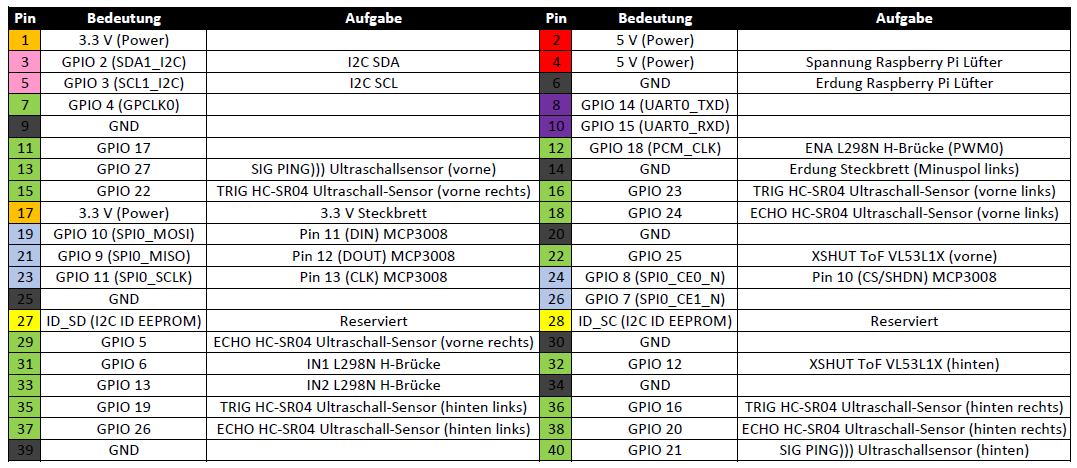 Pin Bedeutung Aufgabe Pin Bedeutung Aufgabe
1 3.3 V (Power) 2 5 V (Power)
3 GPIO 2 (SDA1_I2C) I2C SDA 4 5 V (Power) Spannung Raspberry Pi Lüfter
5 GPIO 3 (SCL1_I2C) I2C SCL 6 GND Erdung Raspberry Pi Lüfter
7 GPIO 4 (GPCLK0) 8 GPIO 14 (UART0_TXD)
9 GND 10 GPIO 15 (UART0_RXD)
11 GPIO 17 12 GPIO 18 (PCM_CLK) ENA L298N H-Brücke (PWM0)
13 GPIO 27 SIG PING))) Ultraschallsensor (vorne) 14 GND Erdung Steckbrett (Minuspol links)
15 GPIO 22 TRIG HC-SR04 Ultraschall-Sensor (vorne rechts) 16 GPIO 23 TRIG HC-SR04 Ultraschall-Sensor (vorne links)
17 3.3 V (Power) 3.3 V Steckbrett 18 GPIO 24 ECHO HC-SR04 Ultraschall-Sensor (vorne links)
19 GPIO 10 (SPI0_MOSI) Pin 11 (DIN) MCP3008 20 GND
21 GPIO 9 (SPI0_MISO) Pin 12 (DOUT) MCP3008 22 GPIO 25 XSHUT ToF VL53L1X (vorne)
23 GPIO 11 (SPI0_SCLK) Pin 13 (CLK) MCP3008 24 GPIO 8 (SPI0_CE0_N) Pin 10 (CS/SHDN) MCP3008
25 GND 26 GPIO 7 (SPI0_CE1_N)
27 ID_SD (I2C ID EEPROM) Reserviert 28 ID_SC (I2C ID EEPROM) Reserviert
29 GPIO 5 ECHO HC-SR04 Ultraschall-Sensor (vorne rechts) 30 GND
31 GPIO 6 IN1 L298N H-Brücke 32 GPIO 12 XSHUT ToF VL53L1X (hinten)
33 GPIO 13 IN2 L298N H-Brücke 34 GND
35 GPIO 19 TRIG HC-SR04 Ultraschall-Sensor (hinten links) 36 GPIO 16 TRIG HC-SR04 Ultraschall-Sensor (hinten rechts)
37 GPIO 26 ECHO HC-SR04 Ultraschall-Sensor (hinten links) 38 GPIO 20 ECHO HC-SR04 Ultraschall-Sensor (hinten rechts)
39 GND 40 GPIO 21 SIG PING))) Ultraschallsensor (hinten)